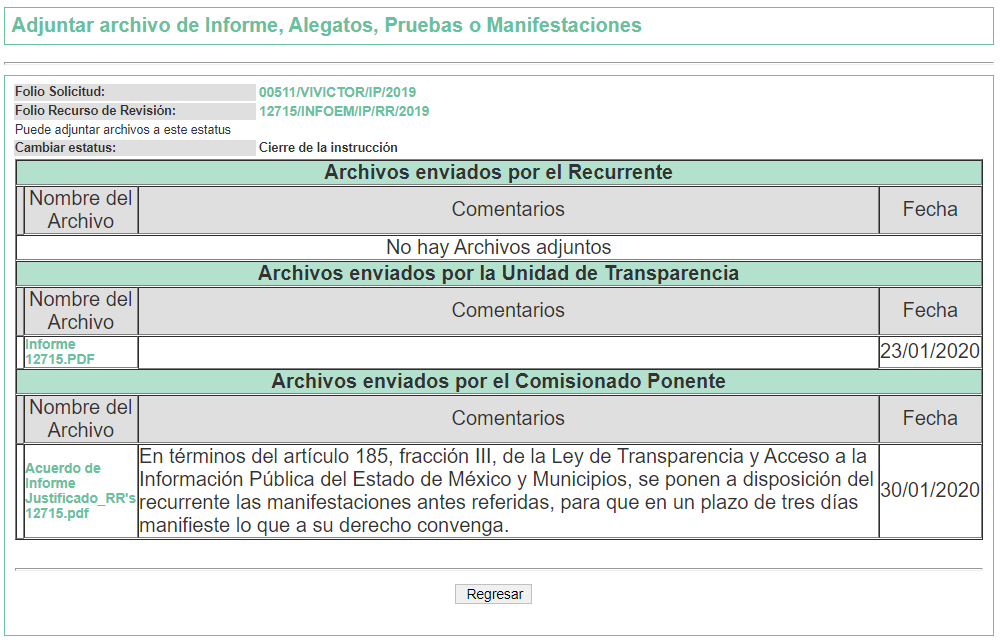 Adjuntar archivo de Informe, Alegatos, Pruebas o Manifestaciones
Folio Solicitud: 00511/VIVICTOR/IP/2019
Folio Recurso de Revisión: 12715/INFOEM/IP/RR/2019
Puede adjuntar archivos a este estatus
Cambiar estatus: Cierre de la instrucción
Archivos enviados por el Recurrente
Nombre del
Archivo
Comentarios
Fecha
No hay Archivos adjuntos
Archivos enviados por la Unidad de Transparencia
Nombre del
Archivo
Comentarios
Fecha
Informe
12715.PDF
23/01/2020
Archivos enviados por el Comisionado Ponente
Nombre del
Archivo
Comentarios
Fecha
Acuerdo de
Informe
Justificado_RR's
12715.pdf
En términos del artículo 185, fracción III, de la Ley de Transparencia y Acceso a la
Información Pública del Estado de México y Municipios, se ponen a disposición del
recurrente las manifestaciones antes referidas, para que en un plazo de tres días
manifieste lo que a su derecho convenga.
30/01/2020
Regresar